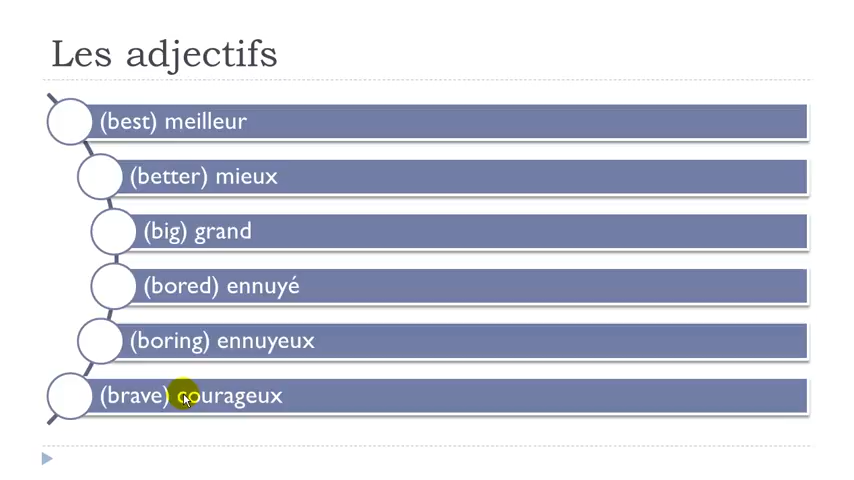 Les adjectifs
(best) meilleur
(better) mieux
(big) grand
(bored) ennuyé
(boring) ennuyeux
(brave) courageux